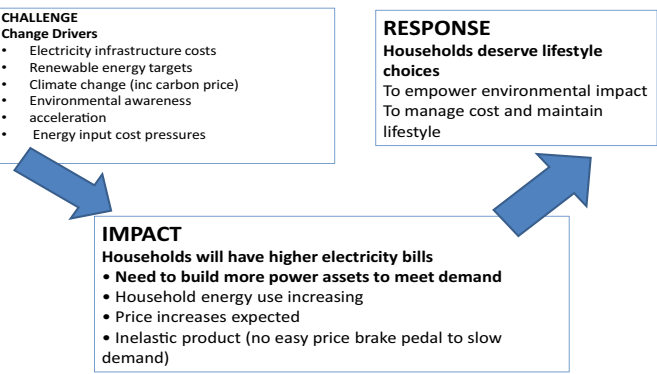 CHALLENGE
Change Drivers
• Electricity infrastructure costs
• Renewable energy targets
• Climate change (inc carbon price)
• Environmental awareness
• acceleration
• Energy input cost pressures
RESPONSE
Households deserve lifestyle
choices
To empower environmental impact
To manage cost and maintain
lifestyle
IMPACT
Households will have higher electricity bills
• Need to build more power assets to meet demand
• Household energy use increasing
• Price increases expected
• Inelastic product (no easy price brake pedal to slow
demand)